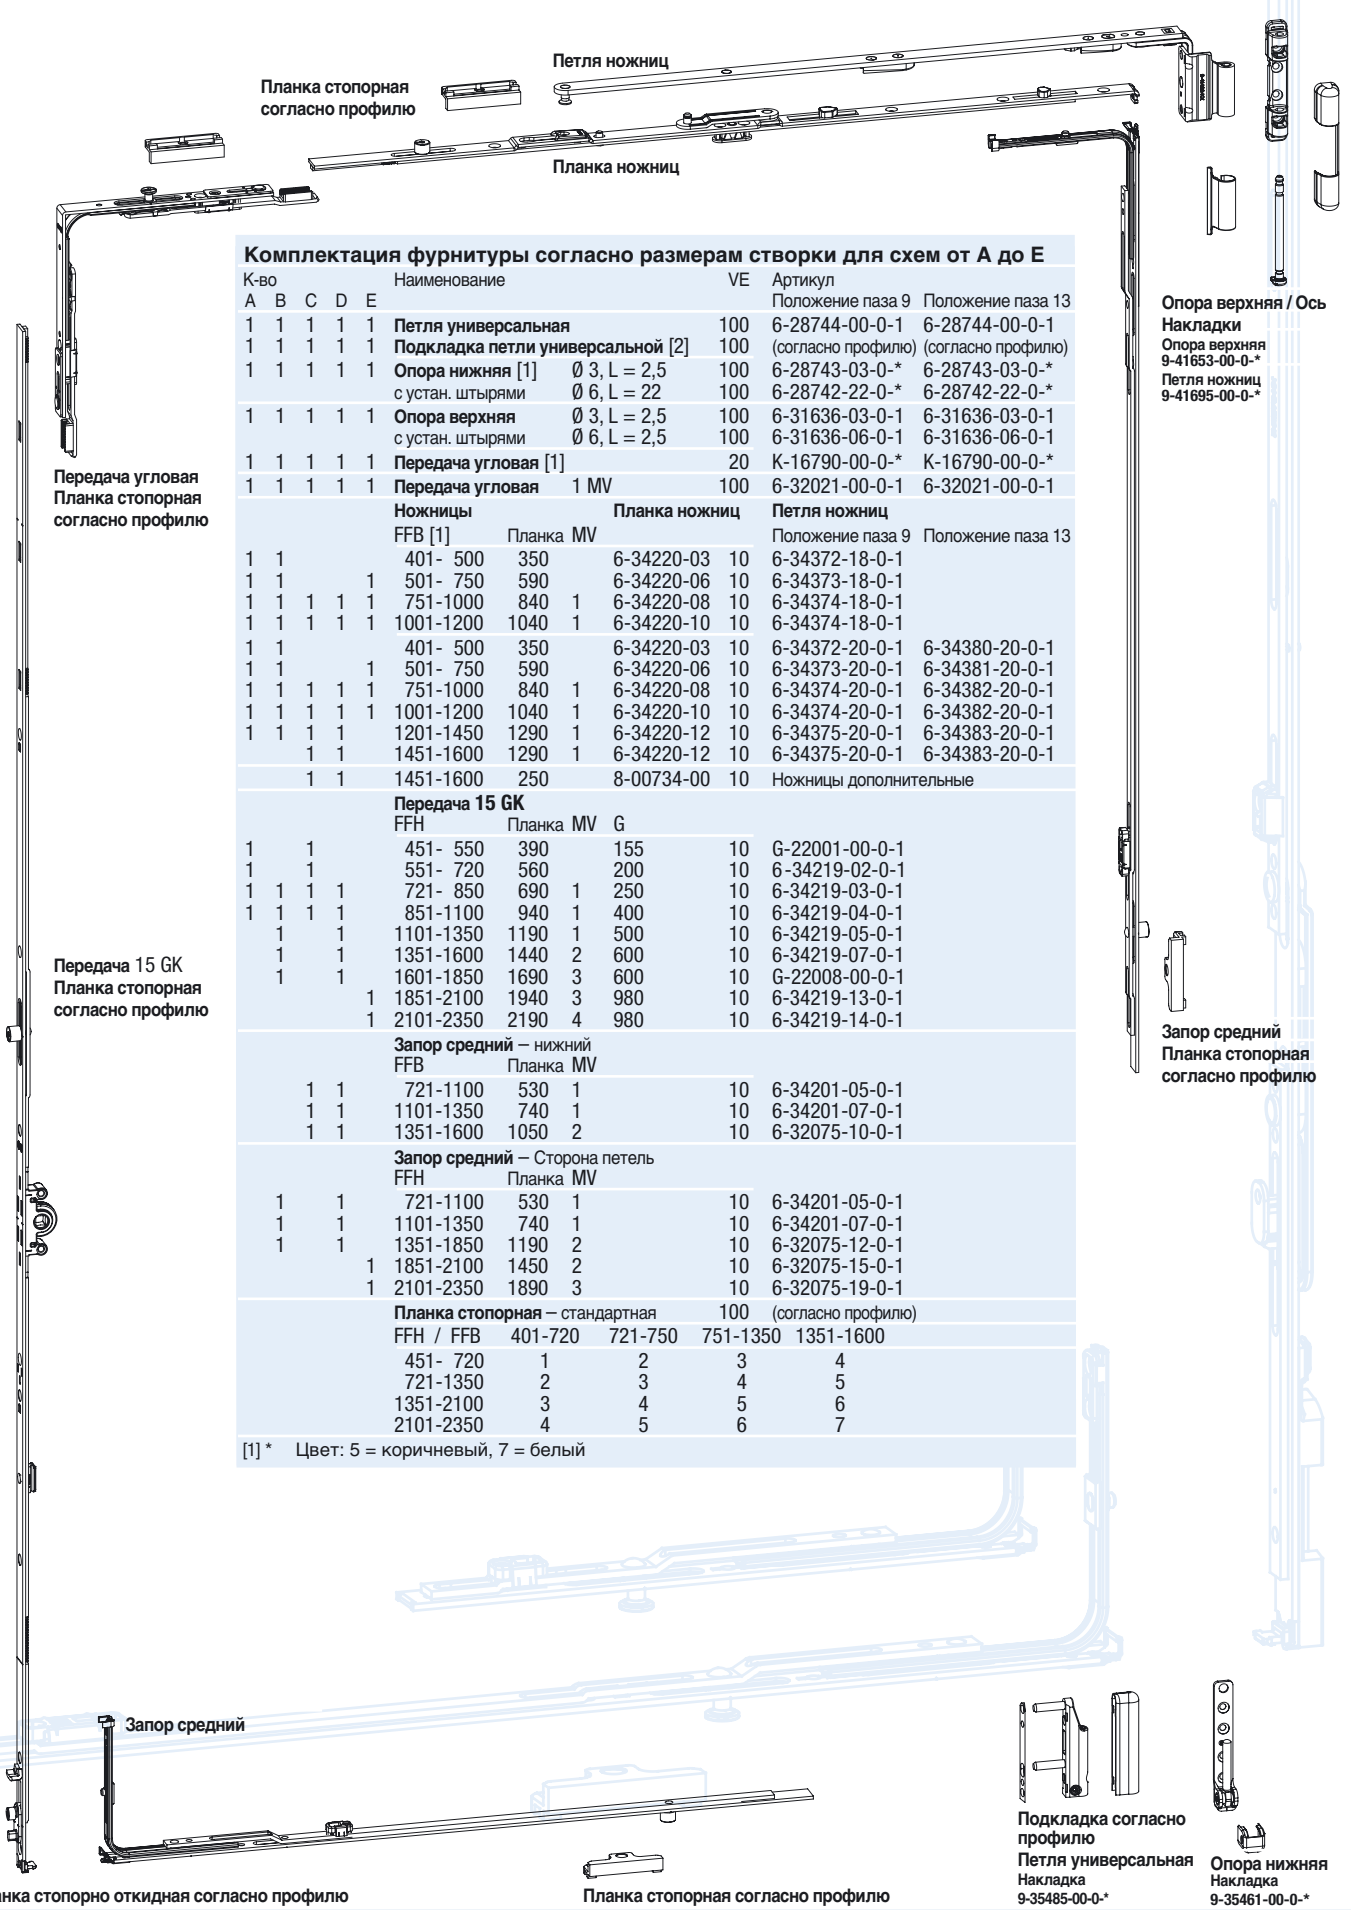 Петля ножниц
Планка стопорная
согласно профилю
Планка ножниц
Комплектация фурнитуры согласно размерам створки для схем от A до E
К-во Наименование VE Артикул
A B C D E Положение паза 9 Положение паза 13
1 1 1 1 1 Петля универсальная 100 6-28744-00-0-1 6-28744-00-0-1
1 1 1 1 1 Подкладка петли универсальной [2] 100 (согласно профилю) (согласно профилю)
1 1 1 1 1 Опора нижняя [1] Ø 3, L = 2,5 100 6-28743-03-0-* 6-28743-03-0-*
с устан. штырями Ø 6, L = 22 100 6-28742-22-0-* 6-28742-22-0-*
1 1 1 1 1 Опора верхняя Ø 3, L = 2,5 100 6-31636-03-0-1 6-31636-03-0-1
с устан. штырями Ø 6, L = 2,5 100 6-31636-06-0-1 6-31636-06-0-1
1 1 1 1 1 Передача угловая [1] 20 K-16790-00-0-* K-16790-00-0-*
1 1 1 1 1 Передача угловая 1 MV 100 6-32021-00-0-1 6-32021-00-0-1
Ножницы Планка ножниц Петля ножниц
FFB [1] Планка MV Положение паза 9 Положение паза 13
1 1 401- 500 350 6-34220-03 10 6-34372-18-0-1
1 1 1 501- 750 590 6-34220-06 10 6-34373-18-0-1
1 1 1 1 1 751-1000 840 1 6-34220-08 10 6-34374-18-0-1
1 1 1 1 1 1001-1200 1040 1 6-34220-10 10 6-34374-18-0-1
1 1 401- 500 350 6-34220-03 10 6-34372-20-0-1 6-34380-20-0-1
1 1 1 501- 750 590 6-34220-06 10 6-34373-20-0-1 6-34381-20-0-1
1 1 1 1 1 751-1000 840 1 6-34220-08 10 6-34374-20-0-1 6-34382-20-0-1
1 1 1 1 1 1001-1200 1040 1 6-34220-10 10 6-34374-20-0-1 6-34382-20-0-1
1 1 1 1 1201-1450 1290 1 6-34220-12 10 6-34375-20-0-1 6-34383-20-0-1
1 1 1451-1600 1290 1 6-34220-12 10 6-34375-20-0-1 6-34383-20-0-1
1 1 1451-1600 250 8-00734-00 10 Ножницы дополнительные
Передача 15 GK
FFH Планка MV G
1 1 451- 550 390 155 10 G-22001-00-0-1
1 1 551- 720 560 200 10 6-34219-02-0-1
1 1 1 1 721- 850 690 1 250 10 6-34219-03-0-1
1 1 1 1 851-1100 940 1 400 10 6-34219-04-0-1
1 1 1101-1350 1190 1 500 10 6-34219-05-0-1
1 1 1351-1600 1440 2 600 10 6-34219-07-0-1
1 1 1601-1850 1690 3 600 10 G-22008-00-0-1
1 1851-2100 1940 3 980 10 6-34219-13-0-1
1 2101-2350 2190 4 980 10 6-34219-14-0-1
Запор средний – нижний
FFB Планка MV
1 1 721-1100 530 1 10 6-34201-05-0-1
1 1 1101-1350 740 1 10 6-34201-07-0-1
1 1 1351-1600 1050 2 10 6-32075-10-0-1
Запор средний – Сторона петель
FFH Планка MV
1 1 721-1100 530 1 10 6-34201-05-0-1
1 1 1101-1350 740 1 10 6-34201-07-0-1
1 1 1351-1850 1190 2 10 6-32075-12-0-1
1 1851-2100 1450 2 10 6-32075-15-0-1
1 2101-2350 1890 3 10 6-32075-19-0-1
Планка стопорная – стандартная 100 (согласно профилю)
FFH / FFB 401-720 721-750 751-1350 1351-1600
451- 720 1 2 3 4
721-1350 2 3 4 5
1351-2100 3 4 5 6
2101-2350 4 5 6 7
[1] * Цвет: 5 = коричневый, 7 = белый
Опора верхняя / Ось
Накладки
Опора верхняя
9-41653-00-0-*
Петля ножниц
9-41695-00-0-*
Передача угловая
Планка стопорная
согласно профилю
Передача 15 GK
Планка стопорная
согласно профилю
Запор средний
Планка стопорная
согласно профилю
Запор средний
Подкладка согласно
профилю
Петля универсальная
Накладка
9-35485-00-0-*
Опора нижняя
Накладка
9-35461-00-0-*
нка стопорно откидная согласно профилю
Планка стопорная согласно профилю